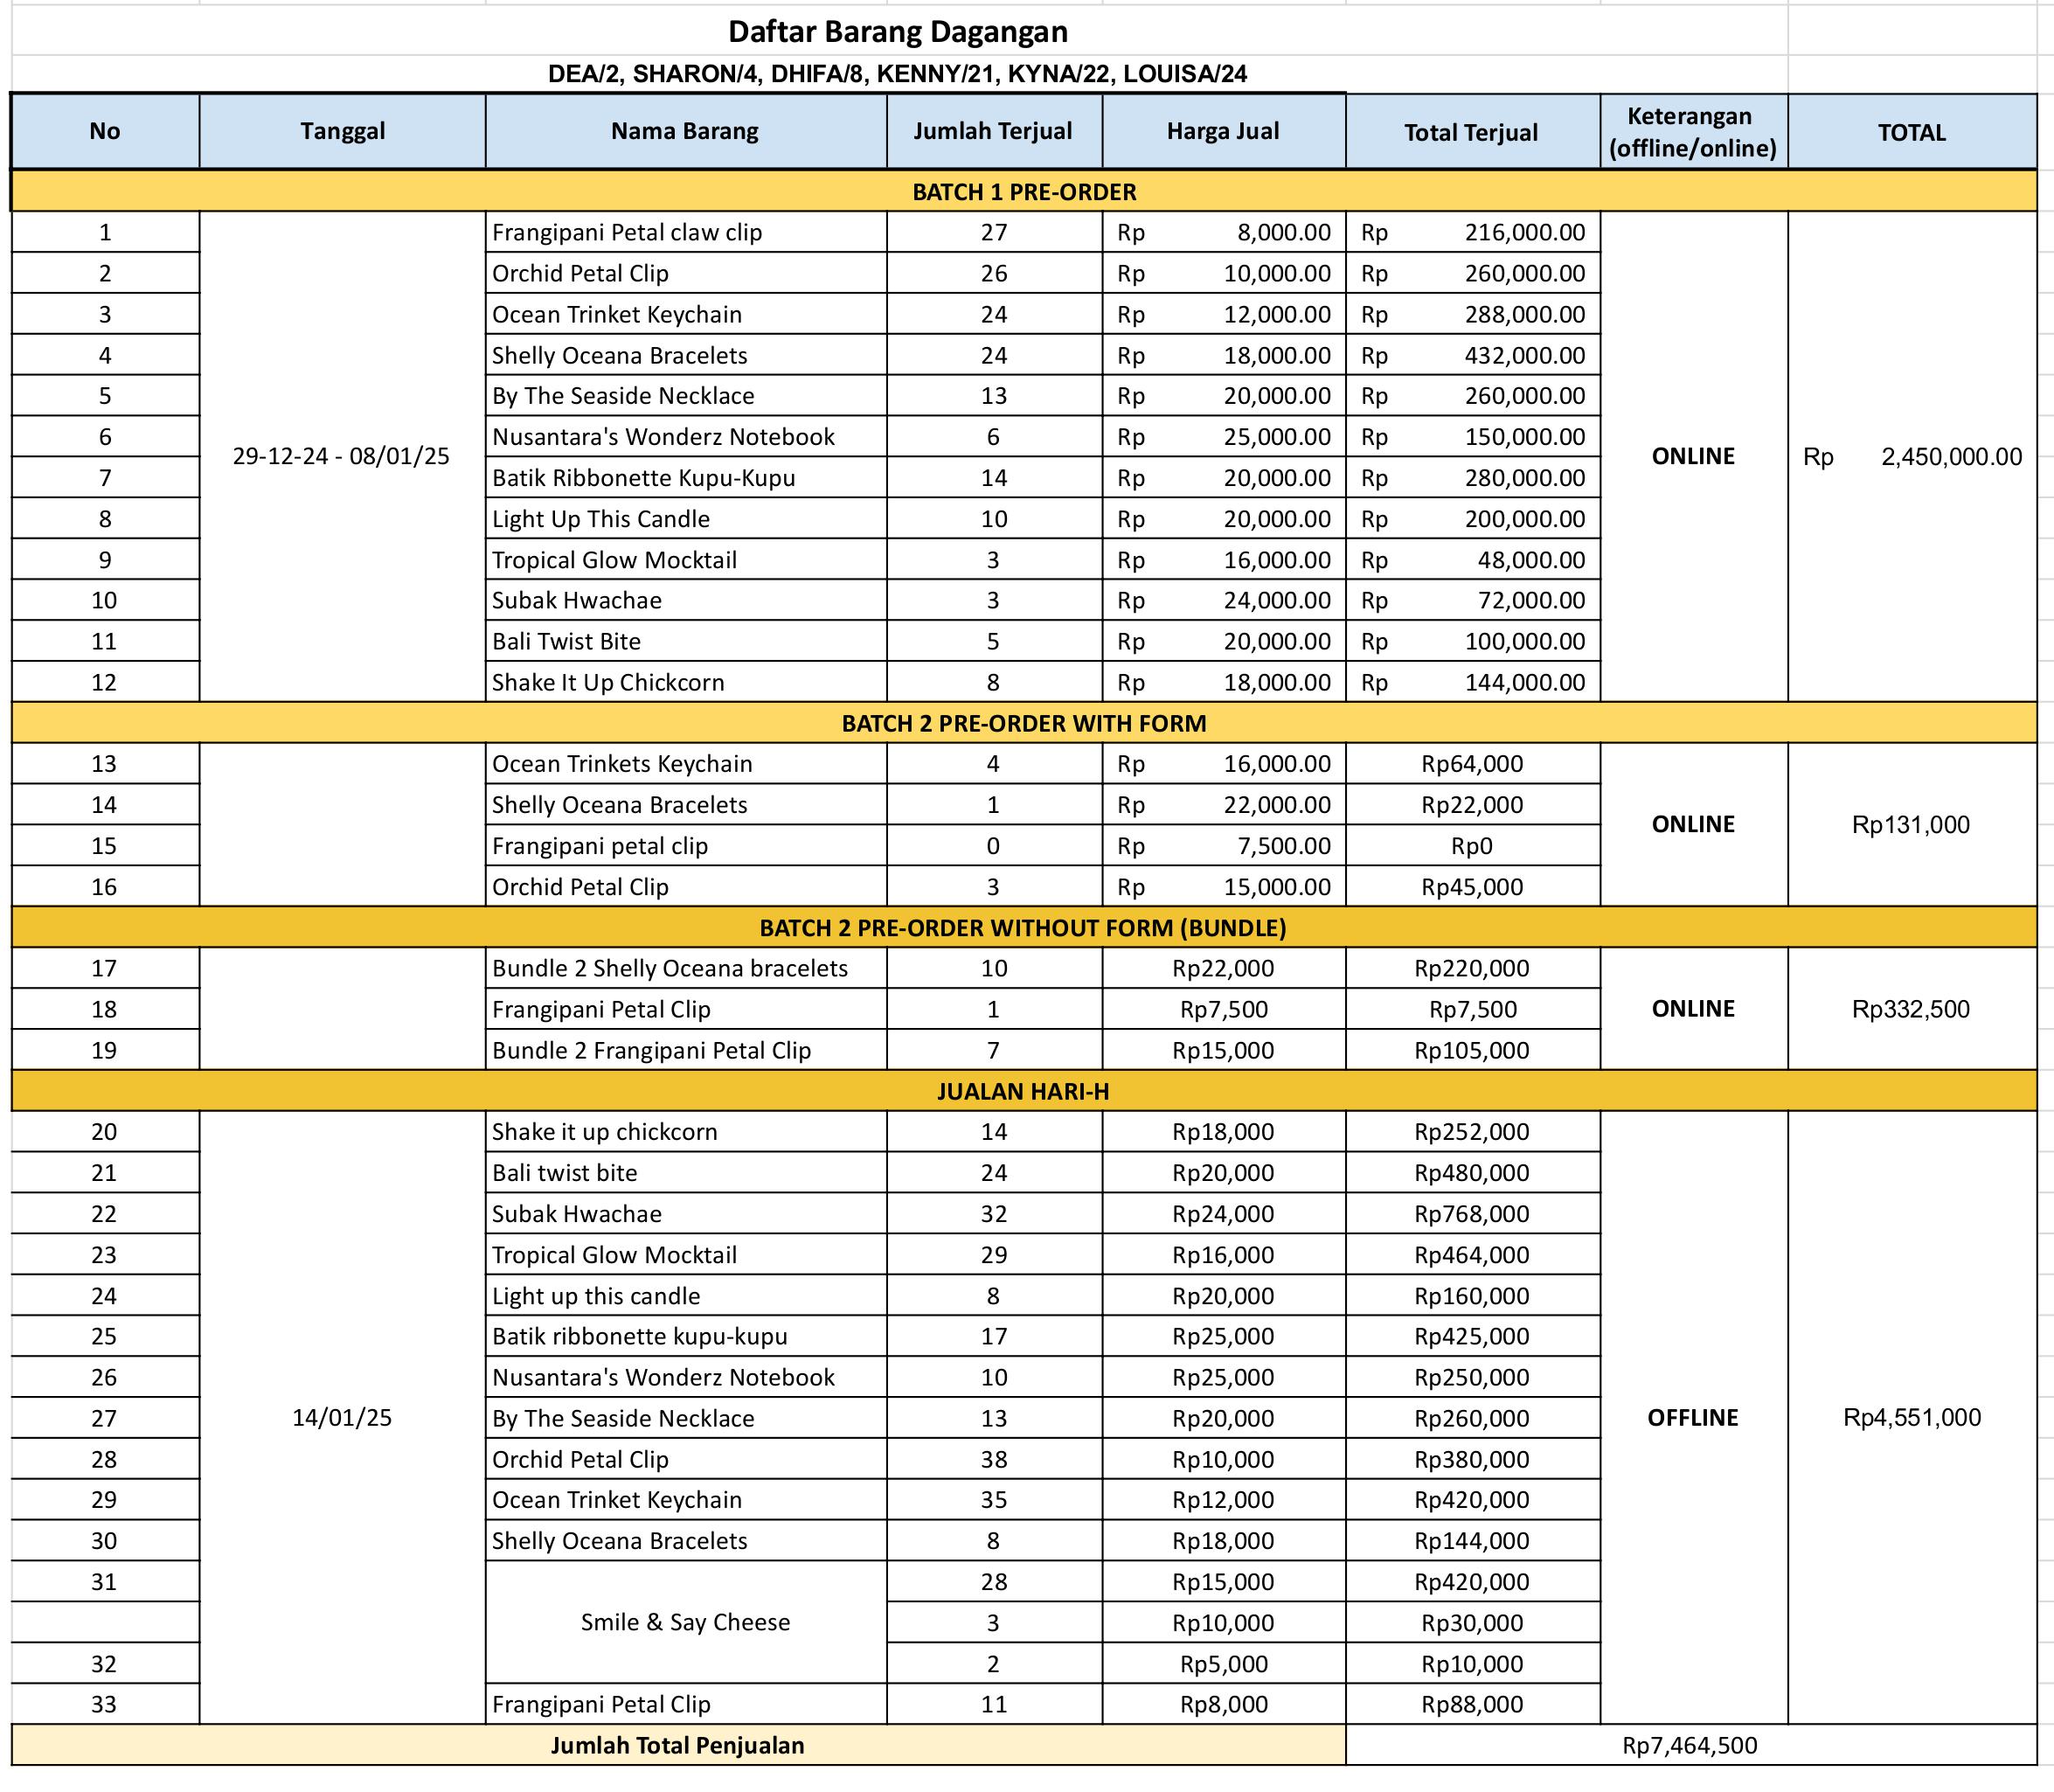 Daftar Barang Dagangan
DEA/2, SHARON/4, DHIFA/8, KENNY/21, KYNA/22, LOUISA/24
No Tanggal Nama Barang Jumlah Terjual Harga Jual Total Terjual Keterangan (offline/online) TOTAL
BATCH 1 PRE-ORDER
1 Frangipani Petal claw clip 27 Rp 8,000.00 Rp 216,000.00
2 Orchid Petal Clip 26 Rp 10,000.00 Rp 260,000.00
3 Ocean Trinket Keychain 24 Rp 12,000.00 Rp 288,000.00
4 Shelly Oceana Bracelets 24 Rp 18,000.00 Rp 432,000.00
5 By The Seaside Necklace 13 Rp 20,000.00 Rp 260,000.00
6 Nusantara's Wonderz Notebook 6 Rp 25,000.00 Rp 150,000.00
29-12-24 - 08/01/25 ONLINE Rp 2,450,000.00
7 Batik Ribbonette Kupu-Kupu 14 Rp 20,000.00 Rp 280,000.00
8 Light Up This Candle 10 Rp 20,000.00 Rp 200,000.00
9 Tropical Glow Mocktail 3 Rp 16,000.00 Rp 48,000.00
10 Subak Hwachae 3 Rp 24,000.00 Rp 72,000.00
11 Bali Twist Bite 5 Rp 20,000.00 Rp 100,000.00
12 Shake It Up Chickcorn 8 Rp 18,000.00 Rp 144,000.00
BATCH 2 PRE-ORDER WITH FORM
13 Ocean Trinkets Keychain 4 Rp 16,000.00 Rp64,000
14 Shelly Oceana Bracelets 1 Rp 22,000.00 Rp22,000
ONLINE Rp131,000
15 Frangipani petal clip 0 Rp 7,500.00 Rp0
16 Orchid Petal Clip 3 Rp 15,000.00 Rp45,000
BATCH 2 PRE-ORDER WITHOUT FORM (BUNDLE)
17 Bundle 2 Shelly Oceana bracelets 10 Rp22,000 Rp220,000
18 Frangipani Petal Clip 1 Rp7,500 Rp7,500 ONLINE Rp332,500
19 Bundle 2 Frangipani Petal Clip 7 Rp15,000 Rp105,000
JUALAN HARI-H
20 Shake it up chickcorn 14 Rp18,000 Rp252,000
21 Bali twist bite 24 Rp20,000 Rp480,000
22 Subak Hwachae 32 Rp24,000 Rp768,000
23 Tropical Glow Mocktail 29 Rp16,000 Rp464,000
24 Light up this candle 8 Rp20,000 Rp160,000
25 Batik ribbonette kupu-kupu 17 Rp25,000 Rp425,000
26 Nusantara's Wonderz Notebook 10 Rp25,000 Rp250,000
27 14/01/25 By The Seaside Necklace 13 Rp20,000 Rp260,000 OFFLINE Rp4,551,000
28 Orchid Petal Clip 38 Rp10,000 Rp380,000
29 Ocean Trinket Keychain 35 Rp12,000 Rp420,000
30 Shelly Oceana Bracelets 8 Rp18,000 Rp144,000
31 28 Rp15,000 Rp420,000
Smile & Say Cheese 3 Rp10,000 Rp30,000
32 2 Rp5,000 Rp10,000
33 Frangipani Petal Clip 11 Rp8,000 Rp88,000
Jumlah Total Penjualan Rp7,464,500